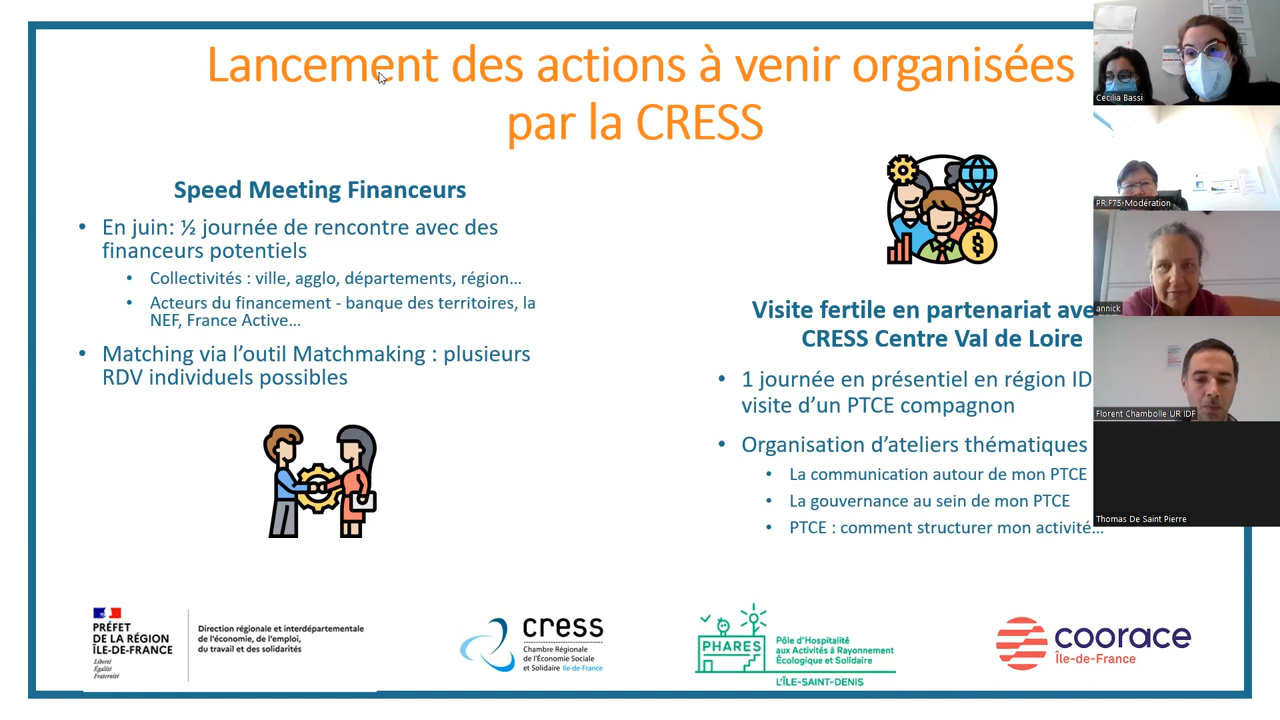 Lancement des actions à venir organisées
par la CRESS
Speed Meeting Financeurs
• En juin: ½ journée de rencontre avec des
financeurs potentiels
• Collectivités : ville, agglo, départements, région…
• Acteurs du financement - banque des territoires, la
NEF, France Active…
• Matching via l’outil Matchmaking : plusieurs
RDV individuels possibles
Visite fertile en partenariat ave
CRESS Centre Val de Loire
• 1 journée en présentiel en région ID
visite d’un PTCE compagnon
• Organisation d’ateliers thématiques
• La communication autour de mon PTCE
• La gouvernance au sein de mon PTCE
• PTCE : comment structurer mon activité…
Cecilia Bassi
PR.F75-Modération
annick
Florent Chambolle UR IDF
Thomas De Saint Pierre
PRÉFET
DE LA RÉGION
ÎLE-DE-FRANCE
Liberté
Égalité
Fraternité
Direction régionale et interdépartementale
de l’économie, de l’emploi,
du travail et des solidarités
cress
Chambre Régionale
de l’Économie Sociale
et Solidaire Ile-de-France
PHARES
Pôle d’Hospitalité
aux Activités à Rayonnement
Écologique et Solidaire
L’ÎLE-SAINT-DENIS
coorace
Île-de-France